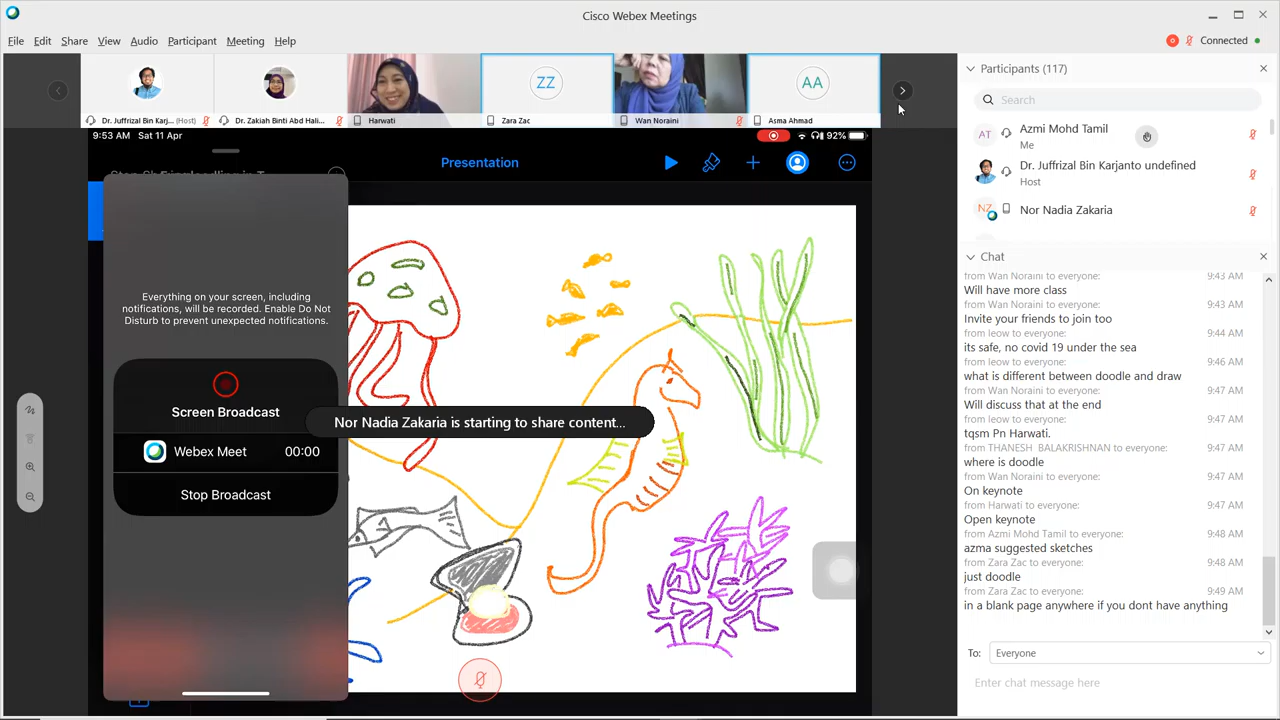 Cisco Webex Meetings
File Edit Share View Audio Participant Meeting Help
Connected
Dr. Juffrizal Bin Karj... (Host)
Dr. Zakiah Binti Abd Hali...
Harwati
ZZ
Zara Zac
Wan Noraini
AA
Asma Ahmad
9:53 AM Sat 11 Apr
92%
Presentation
Everything on your screen, including
notifications, will be recorded. Enable Do Not
Disturb to prevent unexpected notifications.
Screen Broadcast
Webex Meet 00:00
Stop Broadcast
Nor Nadia Zakaria is starting to share content...
Participants (117)
Search
AT
Azmi Mohd Tamil
Me
Dr. Juffrizal Bin Karjanto undefined
Host
NZ
Nor Nadia Zakaria
Chat
from Wan Noraini to everyone: 9:43 AM
Will have more class
from Wan Noraini to everyone: 9:43 AM
Invite your friends to join too
from leow to everyone: 9:44 AM
its safe, no covid 19 under the sea
from leow to everyone: 9:46 AM
what is different between doodle and draw
from Wan Noraini to everyone: 9:47 AM
Will discuss that at the end
from leow to everyone: 9:47 AM
tqsm Pn Harwati.
from THANESH BALAKRISHNAN to everyone: 9:47 AM
where is doodle
from Wan Noraini to everyone: 9:47 AM
On keynote
from Harwati to everyone: 9:47 AM
Open keynote
from Azmi Mohd Tamil to everyone: 9:48 AM
azma suggested sketches
from Zara Zac to everyone: 9:48 AM
just doodle
from Zara Zac to everyone: 9:49 AM
in a blank page anywhere if you dont have anything
To: Everyone
Enter chat message here